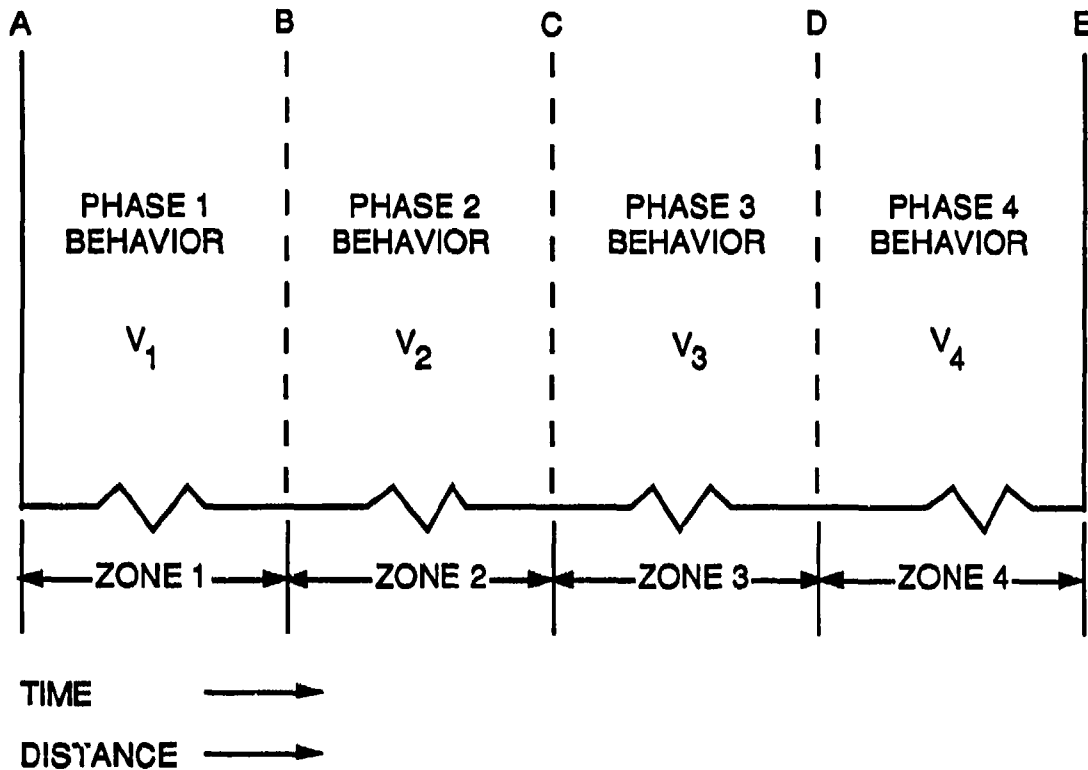 A B C D E
PHASE 1 PHASE 2 PHASE 3 PHASE 4
BEHAVIOR BEHAVIOR BEHAVIOR BEHAVIOR
V1 V2 V3 V4
ZONE 1 ZONE 2 ZONE 3 ZONE 4
TIME
DISTANCE